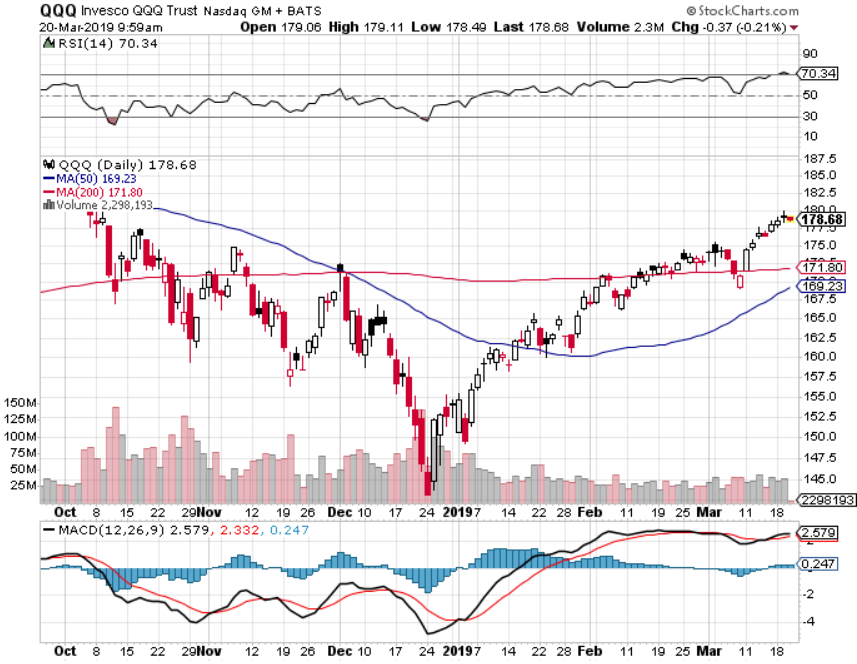 QQQ Invesco QQQ Trust Nasdaq GM + BATS © StockCharts.com
20-Mar-2019 9:59am Open 179.06 High 179.11 Low 178.49 Last 178.68 Volume 2.3M Chg -0.37 (-0.21%)
RSI(14) 70.34
90
70.34
50
30
10
QQQ (Daily) 178.68
MA(50) 169.23
MA(200) 171.80
Volume 2,298,193
187.5
185.0
182.5
180.0
178.68
177.5
175.0
171.80
169.23
167.5
165.0
162.5
160.0
157.5
155.0
152.5
150.0
147.5
145.0
2298193
150M
125M
100M
75M
50M
25M
Oct 8 15 22 29 Nov 12 19 26 Dec 10 17 24 2019 7 14 22 28 Feb 11 19 25 Mar 11 18
MACD(12,26,9) 2.579, 2.332, 0.247
2.579
0.247
-2
-4
Oct 8 15 22 29 Nov 12 19 26 Dec 10 17 24 2019 7 14 22 28 Feb 11 19 25 Mar 11 18